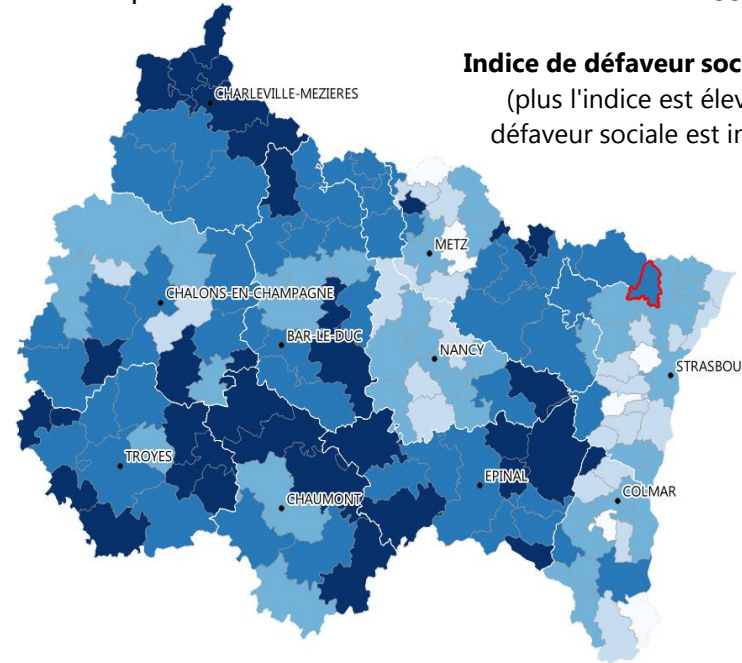 Indice de défaveur soc
(plus l'indice est élev
défaveur sociale est in
CHARLEVILLE-MEZIERES
METZ
CHALONS-EN-CHAMPAGNE
BAR-LE-DUC
NANCY
STRASBOU
TROYES
EPINAL
COLMAR
CHAUMONT